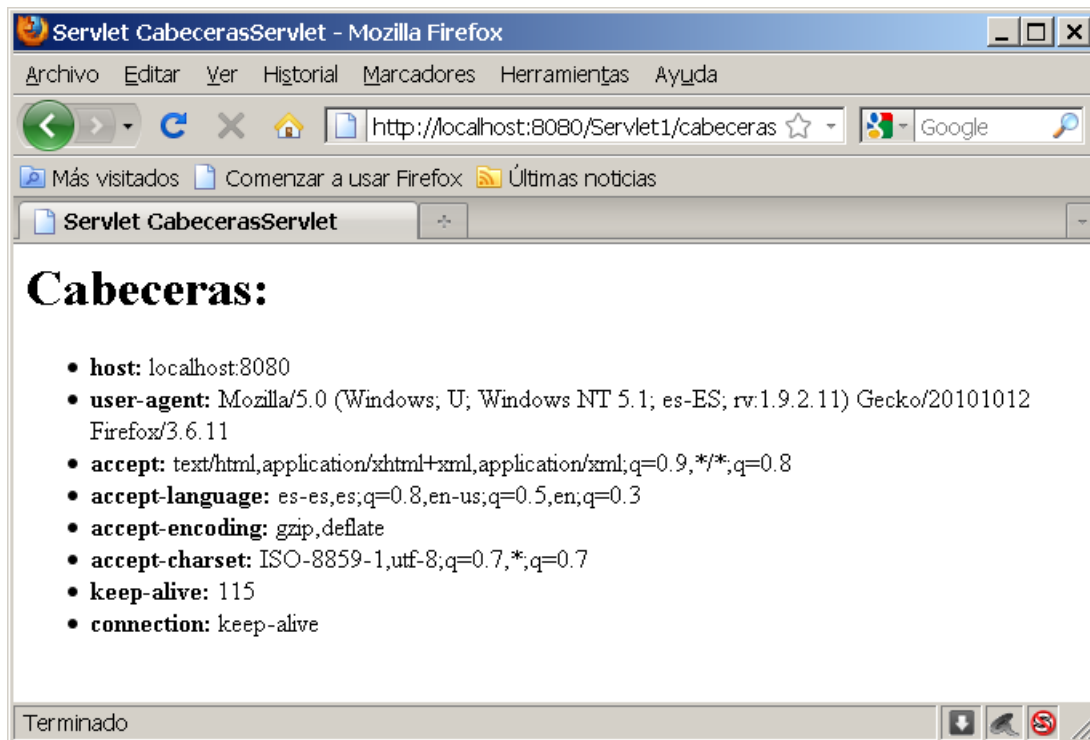 Servlet CabecerasServlet - Mozilla Firefox
Archivo Editar Ver Historial Marcadores Herramientas Ayuda
http://localhost:8080/Servlet1/cabeceras Google
Más visitados Comenzar a usar Firefox Últimas noticias
Servlet CabecerasServlet
Cabeceras:
host: localhost:8080
user-agent: Mozilla/5.0 (Windows; U; Windows NT 5.1; es-ES; rv:1.9.2.11) Gecko/20101012
Firefox/3.6.11
accept: text/html,application/xhtml+xml,application/xml;q=0.9,*/*;q=0.8
accept-language: es-es,es;q=0.8,en-us;q=0.5,en;q=0.3
accept-encoding: gzip,deflate
accept-charset: ISO-8859-1,utf-8;q=0.7,*;q=0.7
keep-alive: 115
connection: keep-alive
Terminado